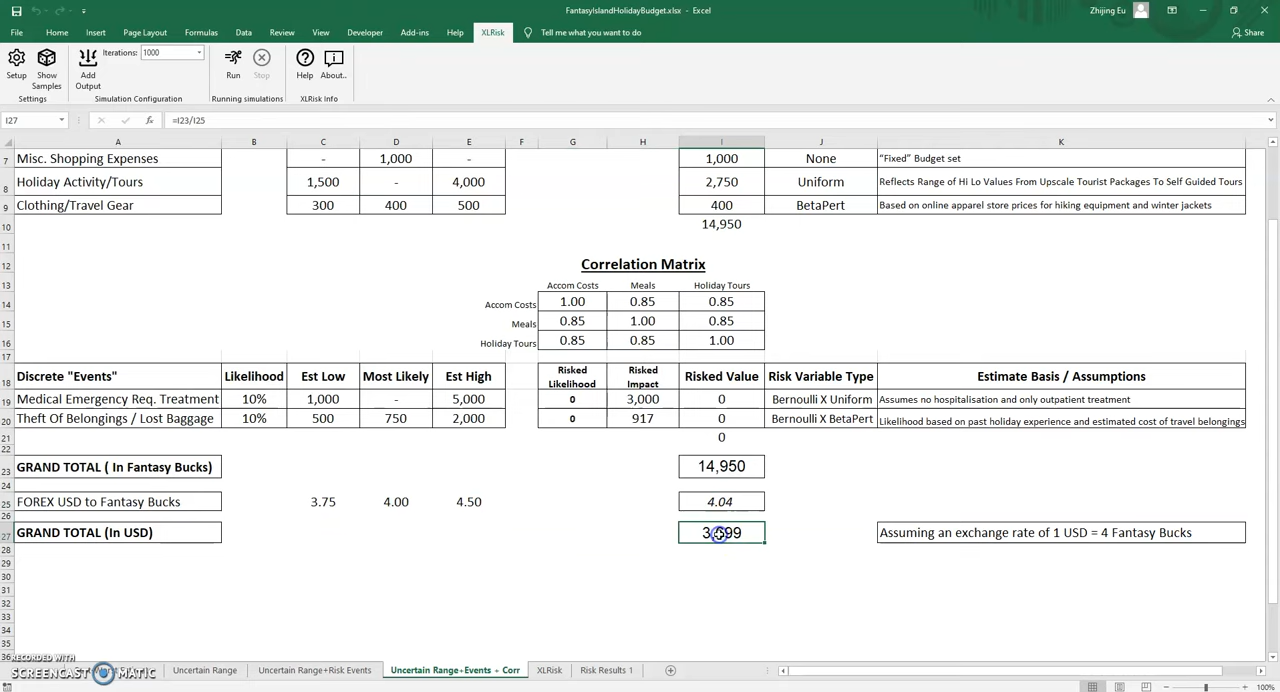 FantasyIslandHolidayBudget.xlsx - Excel
Zhijing Eu
File Home Insert Page Layout Formulas Data Review View Developer Add-ins Help XLRisk Tell me what you want to do Share
Iterations: 1000
Setup Show Samples Add Output Run Stop Help About..
Settings Simulation Configuration Running simulations XLRisk Info
I27 fx =I23/I25
A B C D E F G H I J K
7 Misc. Shopping Expenses - 1,000 - 1,000 None "Fixed" Budget set
8 Holiday Activity/Tours 1,500 - 4,000 2,750 Uniform Reflects Range of Hi Lo Values From Upscale Tourist Packages To Self Guided Tours
9 Clothing/Travel Gear 300 400 500 400 BetaPert Based on online apparel store prices for hiking equipment and winter jackets
10 14,950
11
12 Correlation Matrix
13 Accom Costs Meals Holiday Tours
14 Accom Costs 1.00 0.85 0.85
15 Meals 0.85 1.00 0.85
16 Holiday Tours 0.85 0.85 1.00
17
18 Discrete "Events" Likelihood Est Low Most Likely Est High Risked Likelihood Risked Impact Risked Value Risk Variable Type Estimate Basis / Assumptions
19 Medical Emergency Req. Treatment 10% 1,000 - 5,000 0 3,000 0 Bernoulli X Uniform Assumes no hospitalisation and only outpatient treatment
20 Theft Of Belongings / Lost Baggage 10% 500 750 2,000 0 917 0 Bernoulli X BetaPert Likelihood based on past holiday experience and estimated cost of travel belongings
21 0
22
23 GRAND TOTAL ( In Fantasy Bucks) 14,950
24
25 FOREX USD to Fantasy Bucks 3.75 4.00 4.50 4.04
26
27 GRAND TOTAL (In USD) Assuming an exchange rate of 1 USD = 4 Fantasy Bucks
28
29
30
31
32
33
34
35
36
RECORDED WITH
SCREENCAST MATIC
Uncertain Range Uncertain Range+Risk Events Uncertain Range+Events + Corr XLRisk Risk Results 1
100%